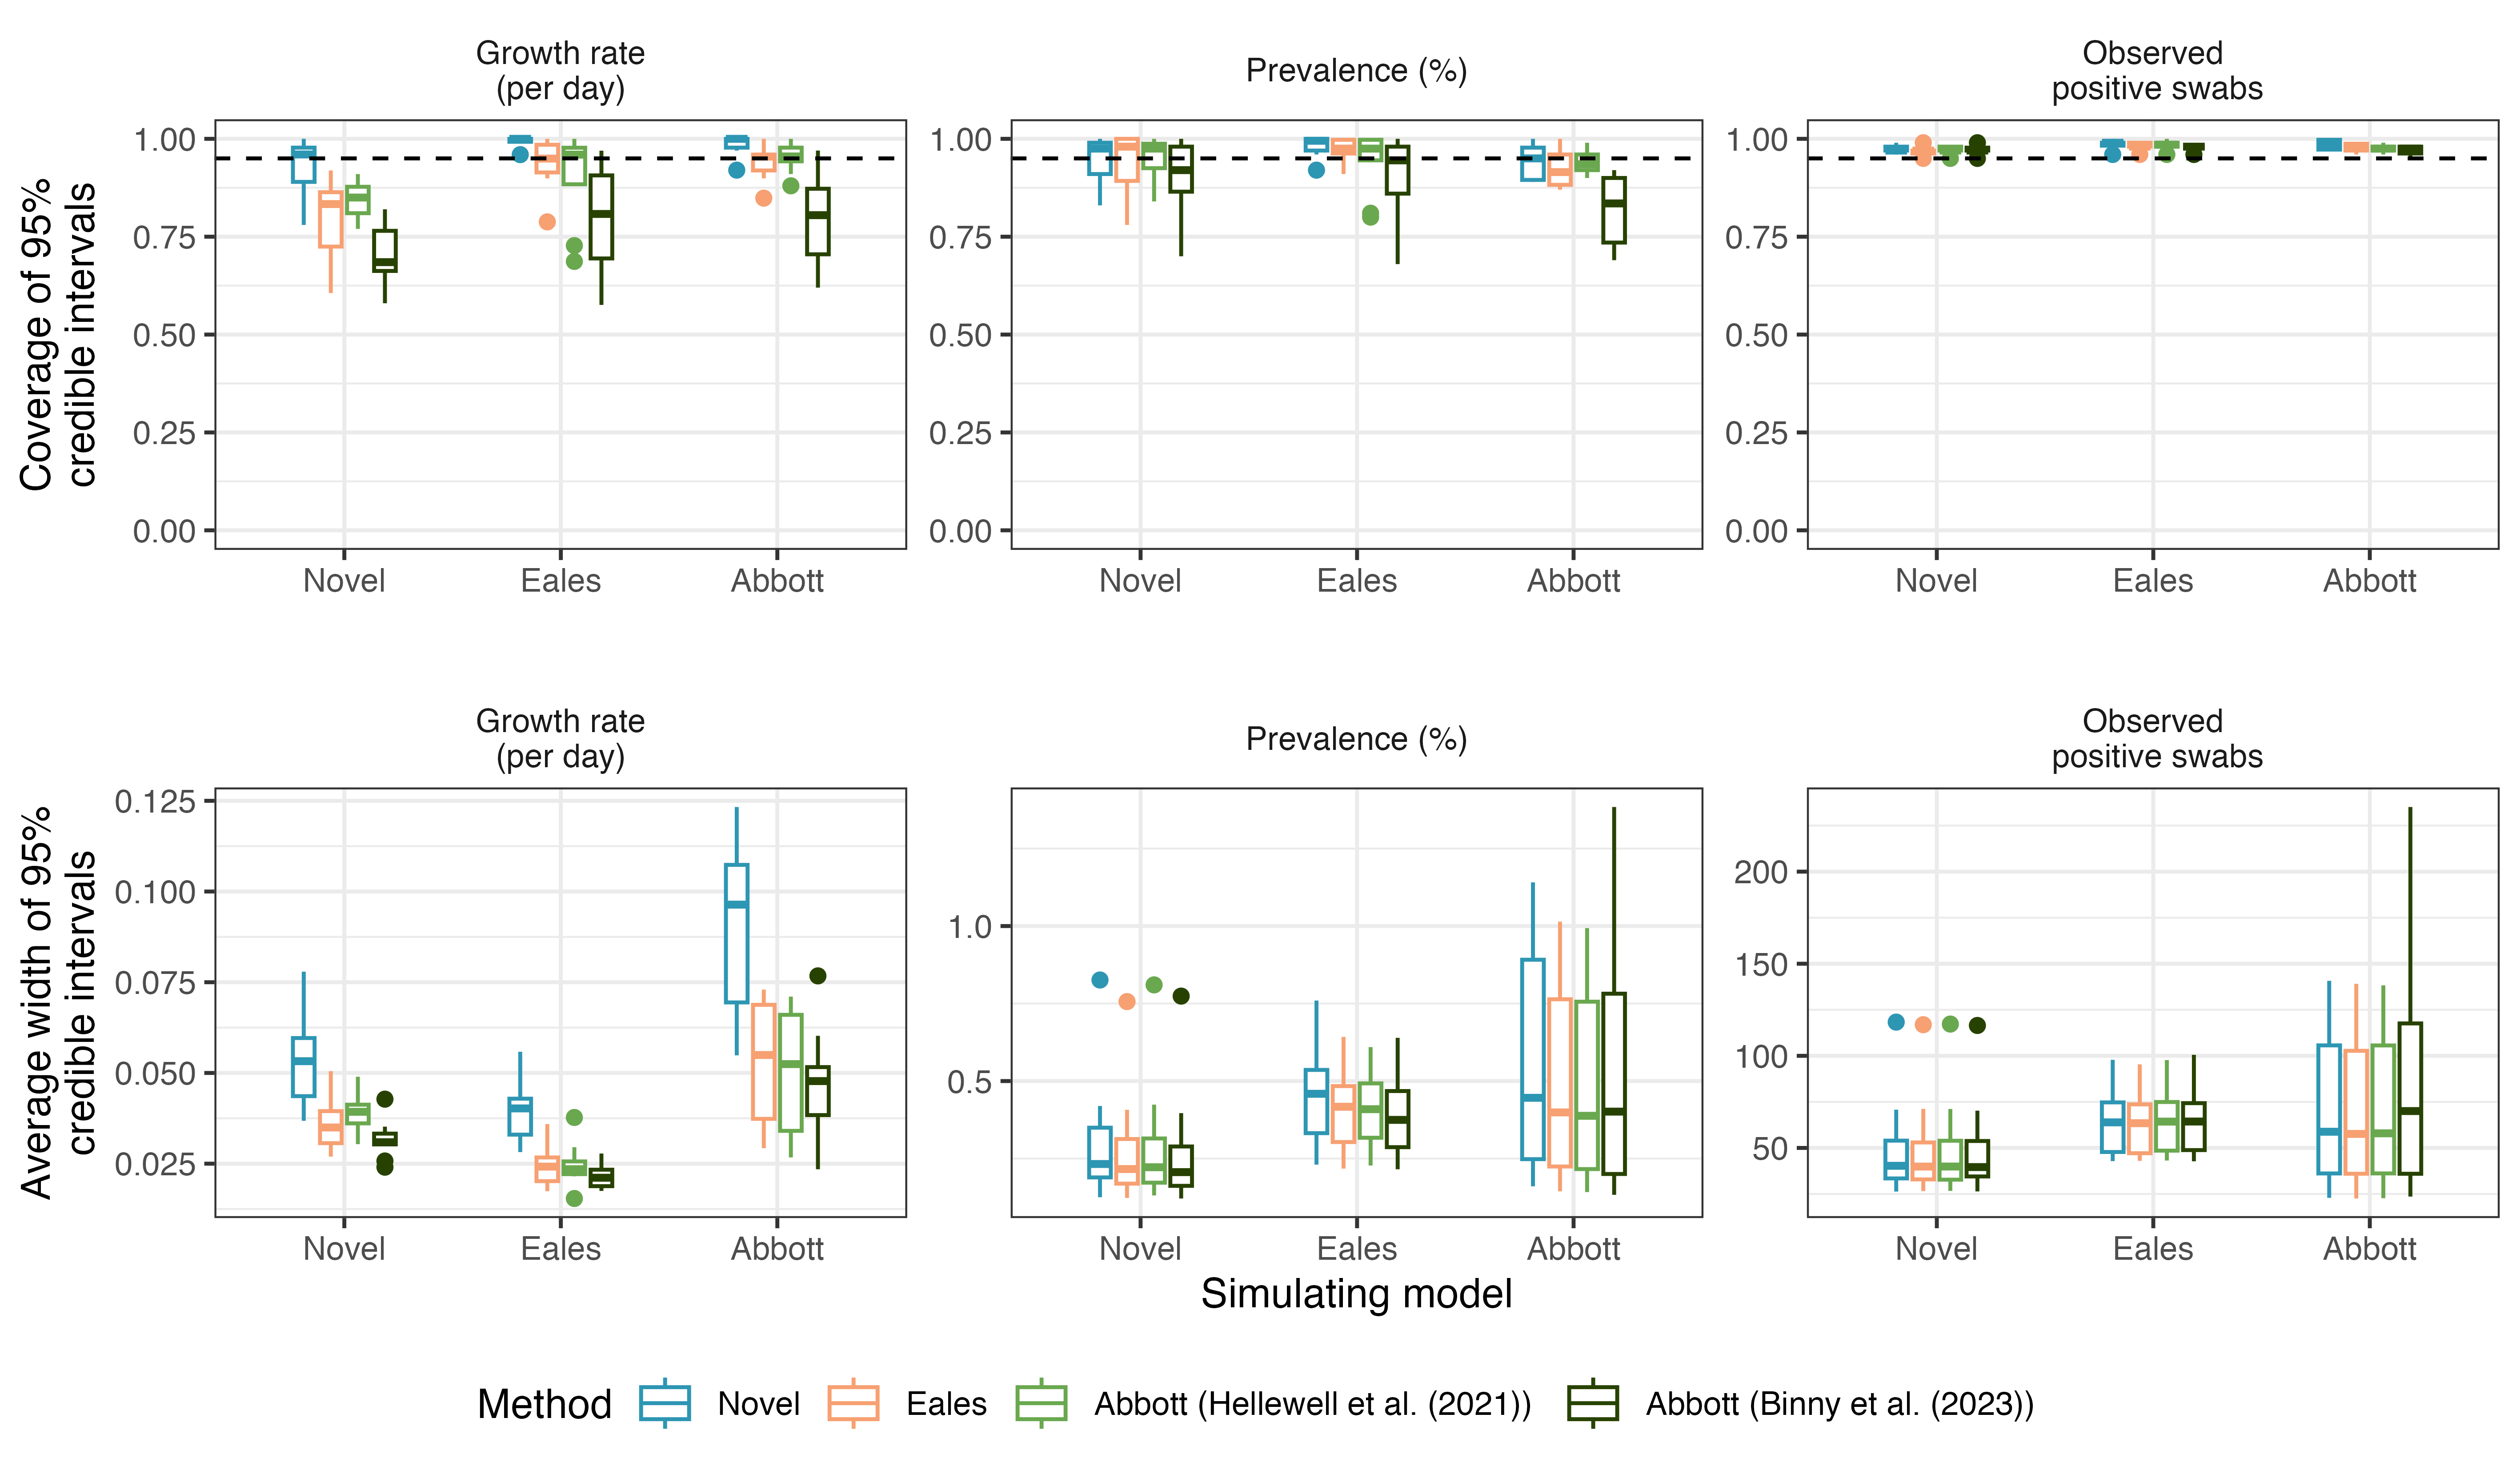 Growth rate
(per day)
Prevalence (%)
Observed
positive swabs
Coverage of 95%
credible intervals
1.00
0.75
0.50
0.25
0.00
Novel
Eales
Abbott
1.00
0.75
0.50
0.25
0.00
Novel
Eales
Abbott
1.00
0.75
0.50
0.25
0.00
Novel
Eales
Abbott
Growth rate
(per day)
Prevalence (%)
Observed
positive swabs
Average width of 95%
credible intervals
0.125
0.100
0.075
0.050
0.025
Novel
Eales
Abbott
1.0
0.5
Novel
Eales
Abbott
200
150
100
50
Novel
Eales
Abbott
Simulating model
Method
Novel
Eales
Abbott (Hellewell et al. (2021))
Abbott (Binny et al. (2023))